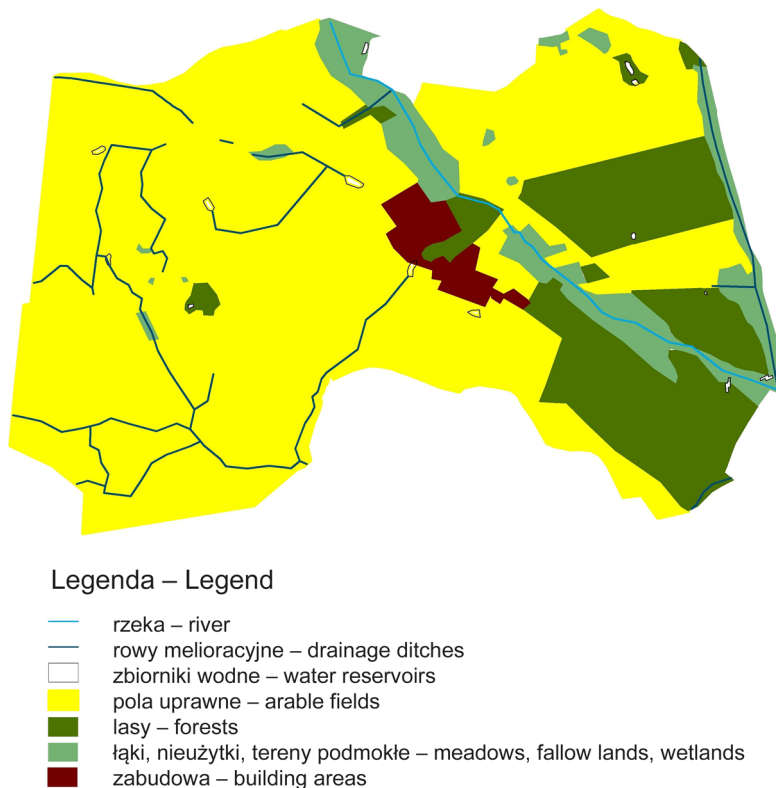 Legenda – Legend
rzeka – river
rowy melioracyjne – drainage ditches
zbiorniki wodne – water reservoirs
pola uprawne – arable fields
lasy – forests
łąki, nieużytki, tereny podmokłe – meadows, fallow lands, wetlands
zabudowa – building areas